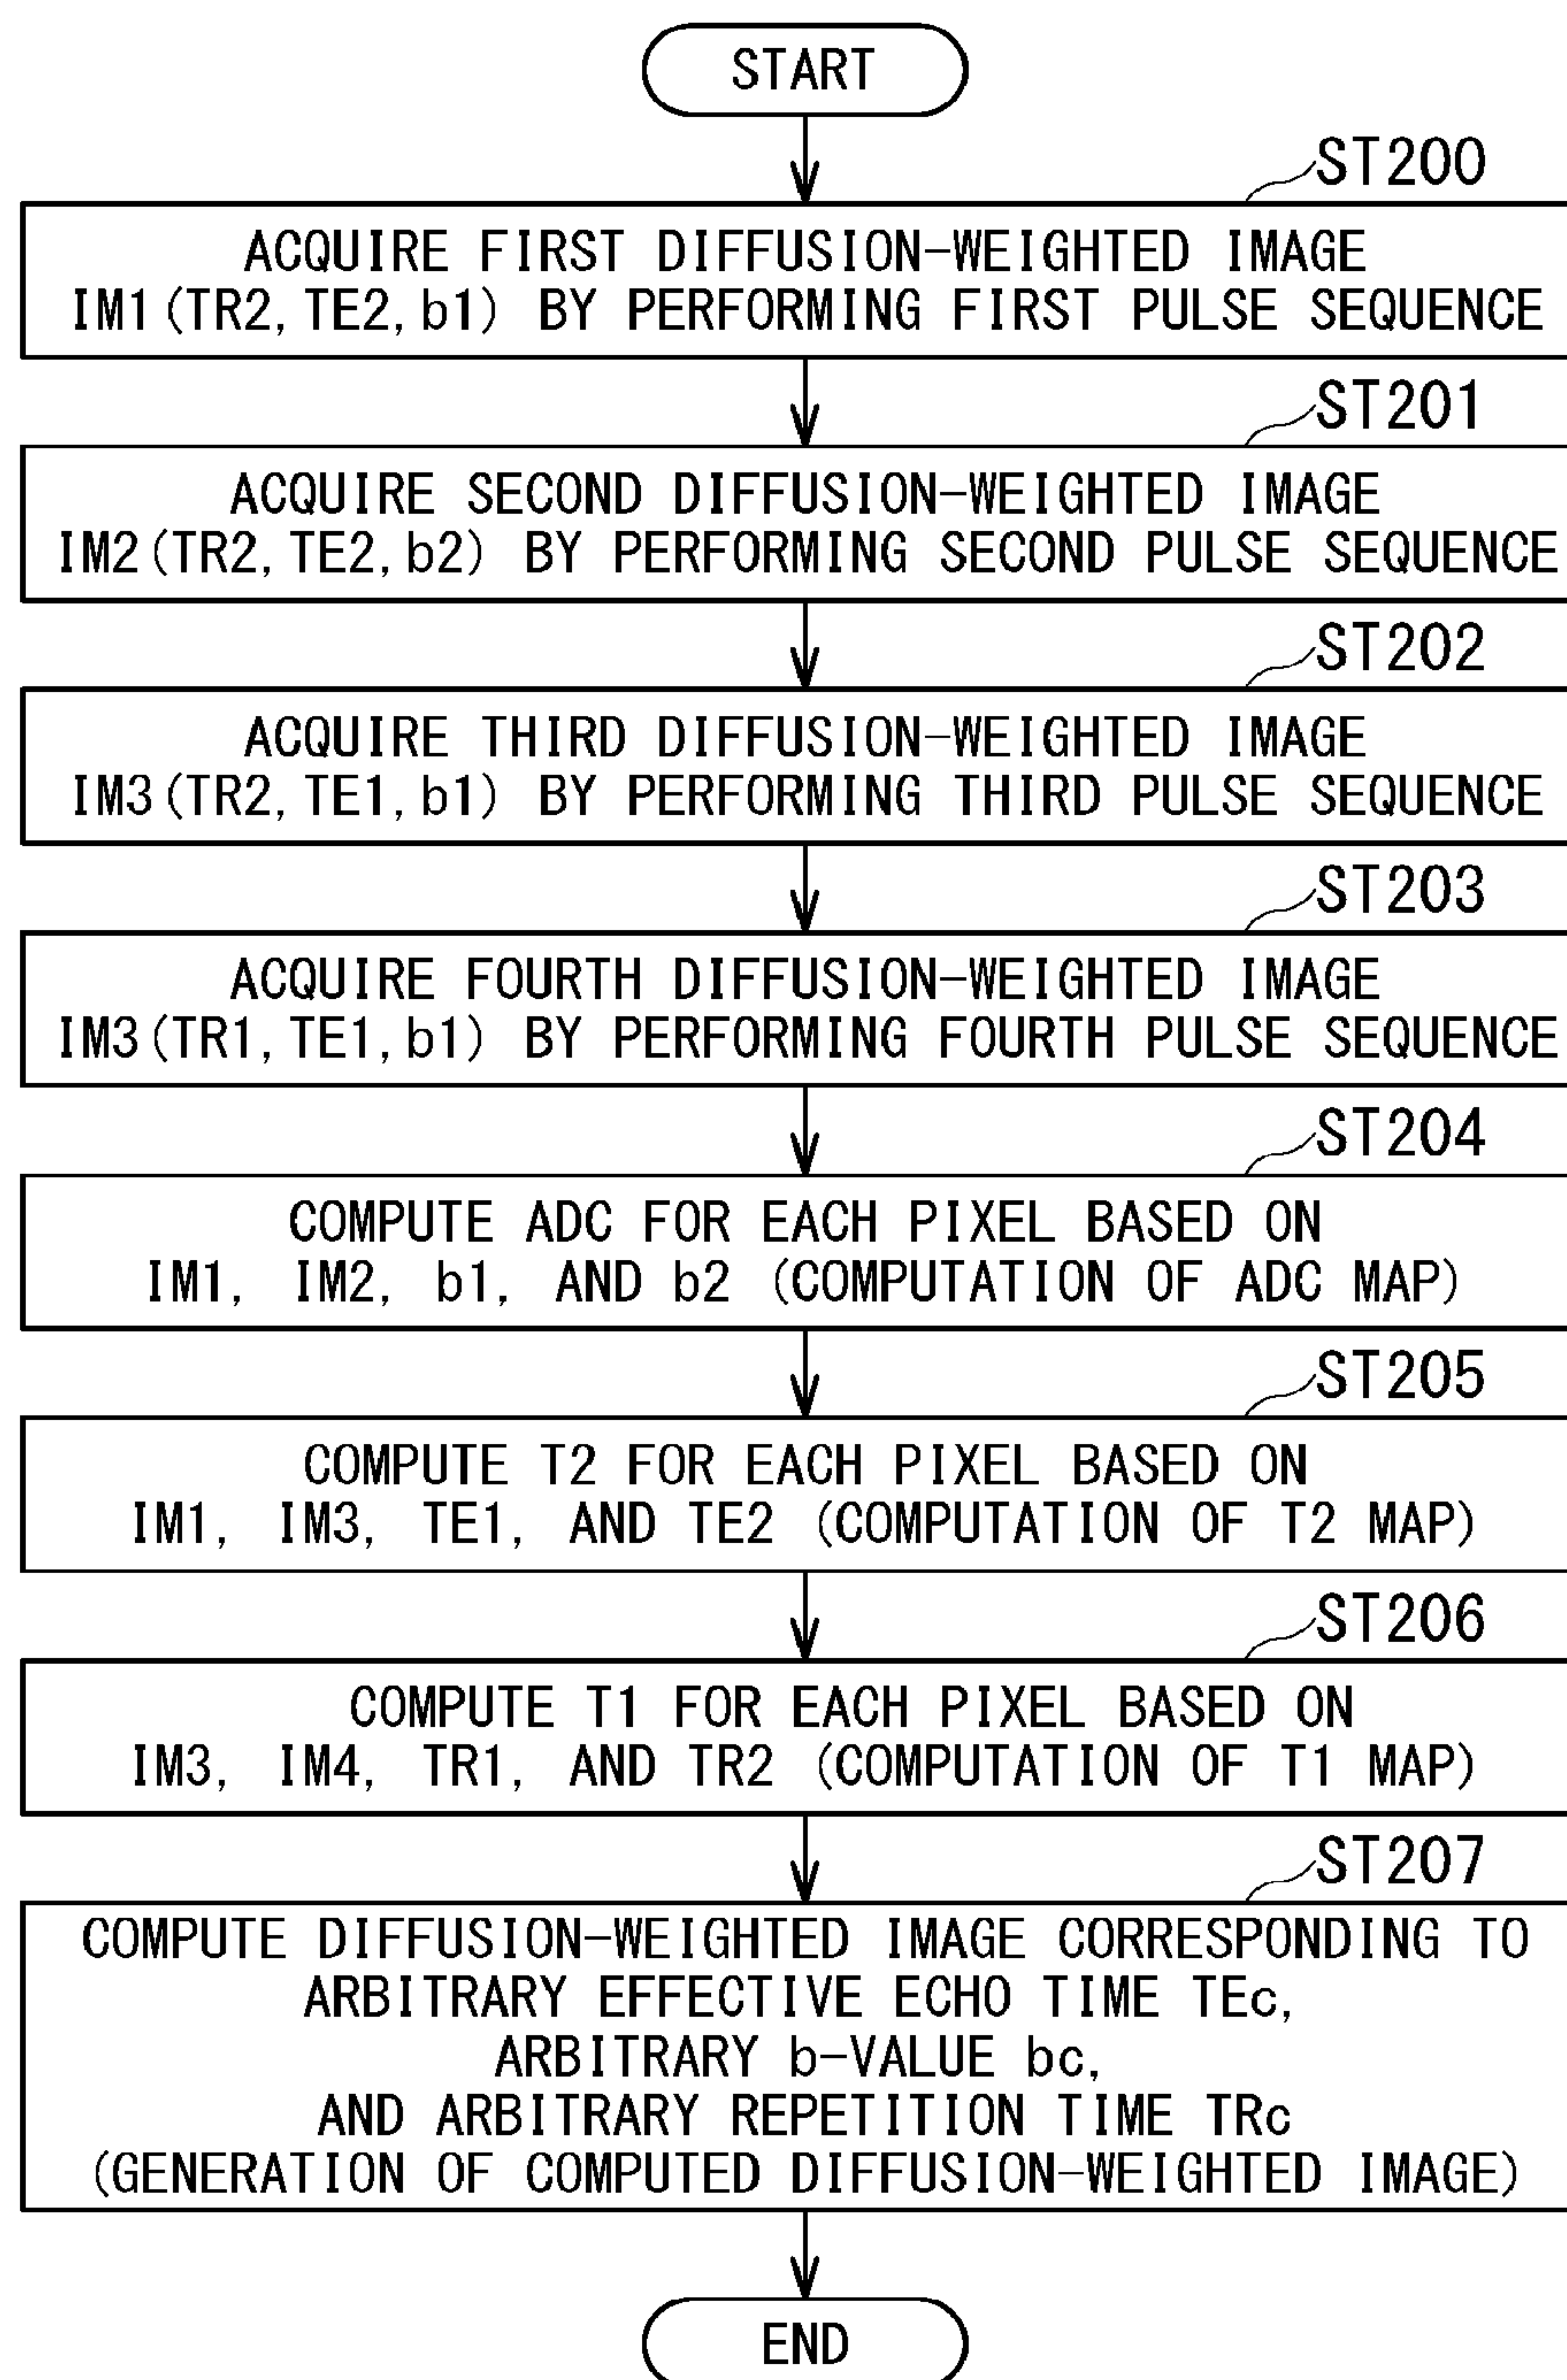 START
ST200
ACQUIRE FIRST DIFFUSION-WEIGHTED IMAGE
IM1(TR2,TE2,b1) BY PERFORMING FIRST PULSE SEQUENCE
ST201
ACQUIRE SECOND DIFFUSION-WEIGHTED IMAGE
IM2(TR2,TE2,b2) BY PERFORMING SECOND PULSE SEQUENCE
ST202
ACQUIRE THIRD DIFFUSION-WEIGHTED IMAGE
IM3(TR2,TE1,b1) BY PERFORMING THIRD PULSE SEQUENCE
ST203
ACQUIRE FOURTH DIFFUSION-WEIGHTED IMAGE
IM3(TR1,TE1,b1) BY PERFORMING FOURTH PULSE SEQUENCE
ST204
COMPUTE ADC FOR EACH PIXEL BASED ON
IM1, IM2, b1, AND b2 (COMPUTATION OF ADC MAP)
ST205
COMPUTE T2 FOR EACH PIXEL BASED ON
IM1, IM3, TE1, AND TE2 (COMPUTATION OF T2 MAP)
ST206
COMPUTE T1 FOR EACH PIXEL BASED ON
IM3, IM4, TR1, AND TR2 (COMPUTATION OF T1 MAP)
ST207
COMPUTE DIFFUSION-WEIGHTED IMAGE CORRESPONDING TO
ARBITRARY EFFECTIVE ECHO TIME TEc,
ARBITRARY b-VALUE bc,
AND ARBITRARY REPETITION TIME TRc
(GENERATION OF COMPUTED DIFFUSION-WEIGHTED IMAGE)
END